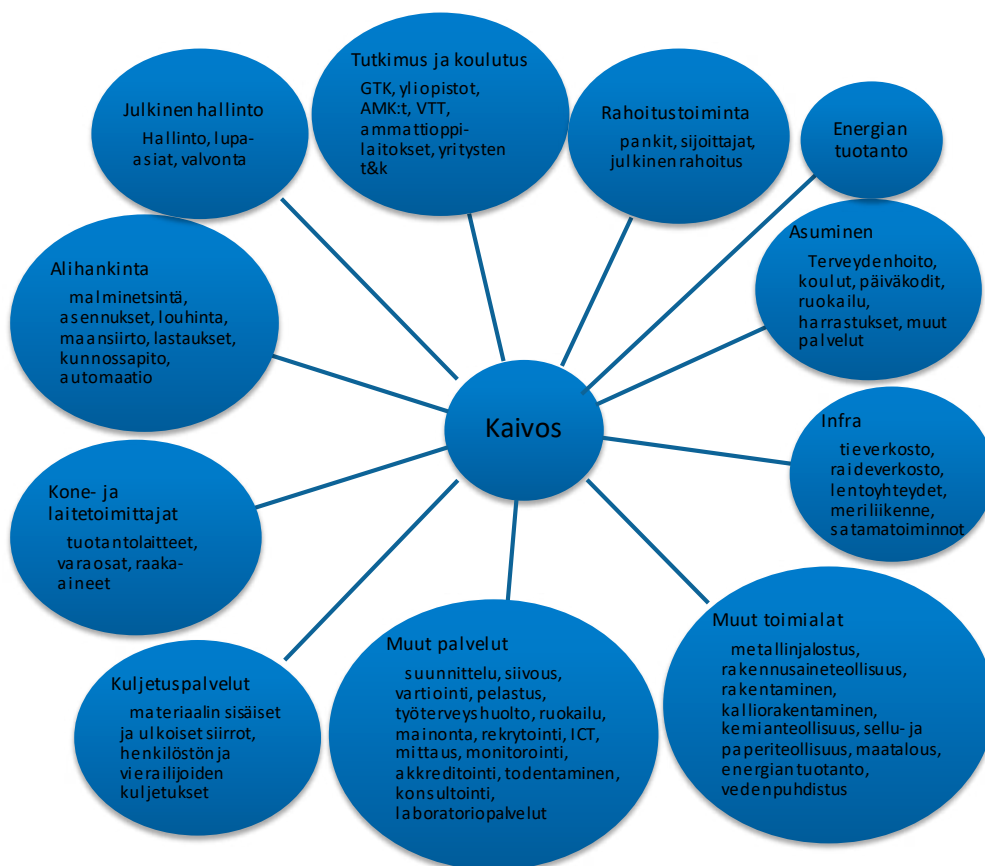 Tutkimus ja koulutus
GTK, yliopistot,
AMK:t, VTT,
ammattioppi-
laitokset, yritysten
t&k
Julkinen hallinto
Hallinto, lupa-
asiat, valvonta
Rahoitustoiminta
pankit, sijoittajat,
julkinen rahoitus
Energian
tuotanto
Asuminen
Terveydenhoito,
koulut, päiväkodit,
ruokailu,
harrastukset, muut
palvelut
Alihankinta
malminetsintä,
asennukset, louhinta,
maansiirto, lastaukset,
kunnossapito,
automaatio
Kaivos
Infra
tieverkosto,
raideverkosto,
lentoyhteydet,
meriliikenne,
satamatoiminnot
Kone- ja
laitetoimittajat
tuotantolaitteet,
varaosat, raaka-
aineet
Muut toimialat
metallinjalostus,
rakennusaineteollisuus,
rakentaminen,
kalliorakentaminen,
kemianteollisuus, sellu- ja
paperiteollisuus, maatalous,
energian tuotanto,
vedenpuhdistus
Muut palvelut
suunnittelu, siivous,
vartiointi, pelastus,
työterveyshuolto, ruokailu,
mainonta, rekrytointi, ICT,
mittaus, monitorointi,
akkreditointi, todentaminen,
konsultointi,
laboratoriopalvelut
Kuljetuspalvelut
materiaalin sisäiset
ja ulkoiset siirrot,
henkilöstön ja
vierailijoiden
kuljetukset